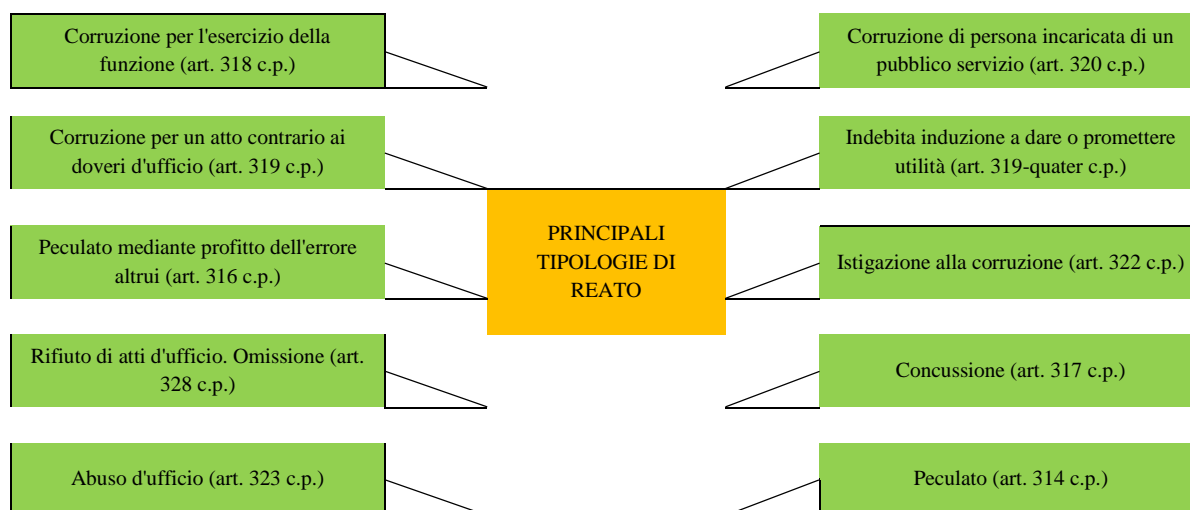 Corruzione per l'esercizio della
funzione (art. 318 c.p.)
Corruzione di persona incaricata di un
pubblico servizio (art. 320 c.p.)
Corruzione per un atto contrario ai
doveri d'ufficio (art. 319 c.p.)
Indebita induzione a dare o promettere
utilità (art. 319-quater c.p.)
PRINCIPALI
TIPOLOGIE DI
REATO
Peculato mediante profitto dell'errore
altrui (art. 316 c.p.)
Istigazione alla corruzione (art. 322 c.p.)
Rifiuto di atti d'ufficio. Omissione (art.
328 c.p.)
Concussione (art. 317 c.p.)
Abuso d'ufficio (art. 323 c.p.)
Peculato (art. 314 c.p.)